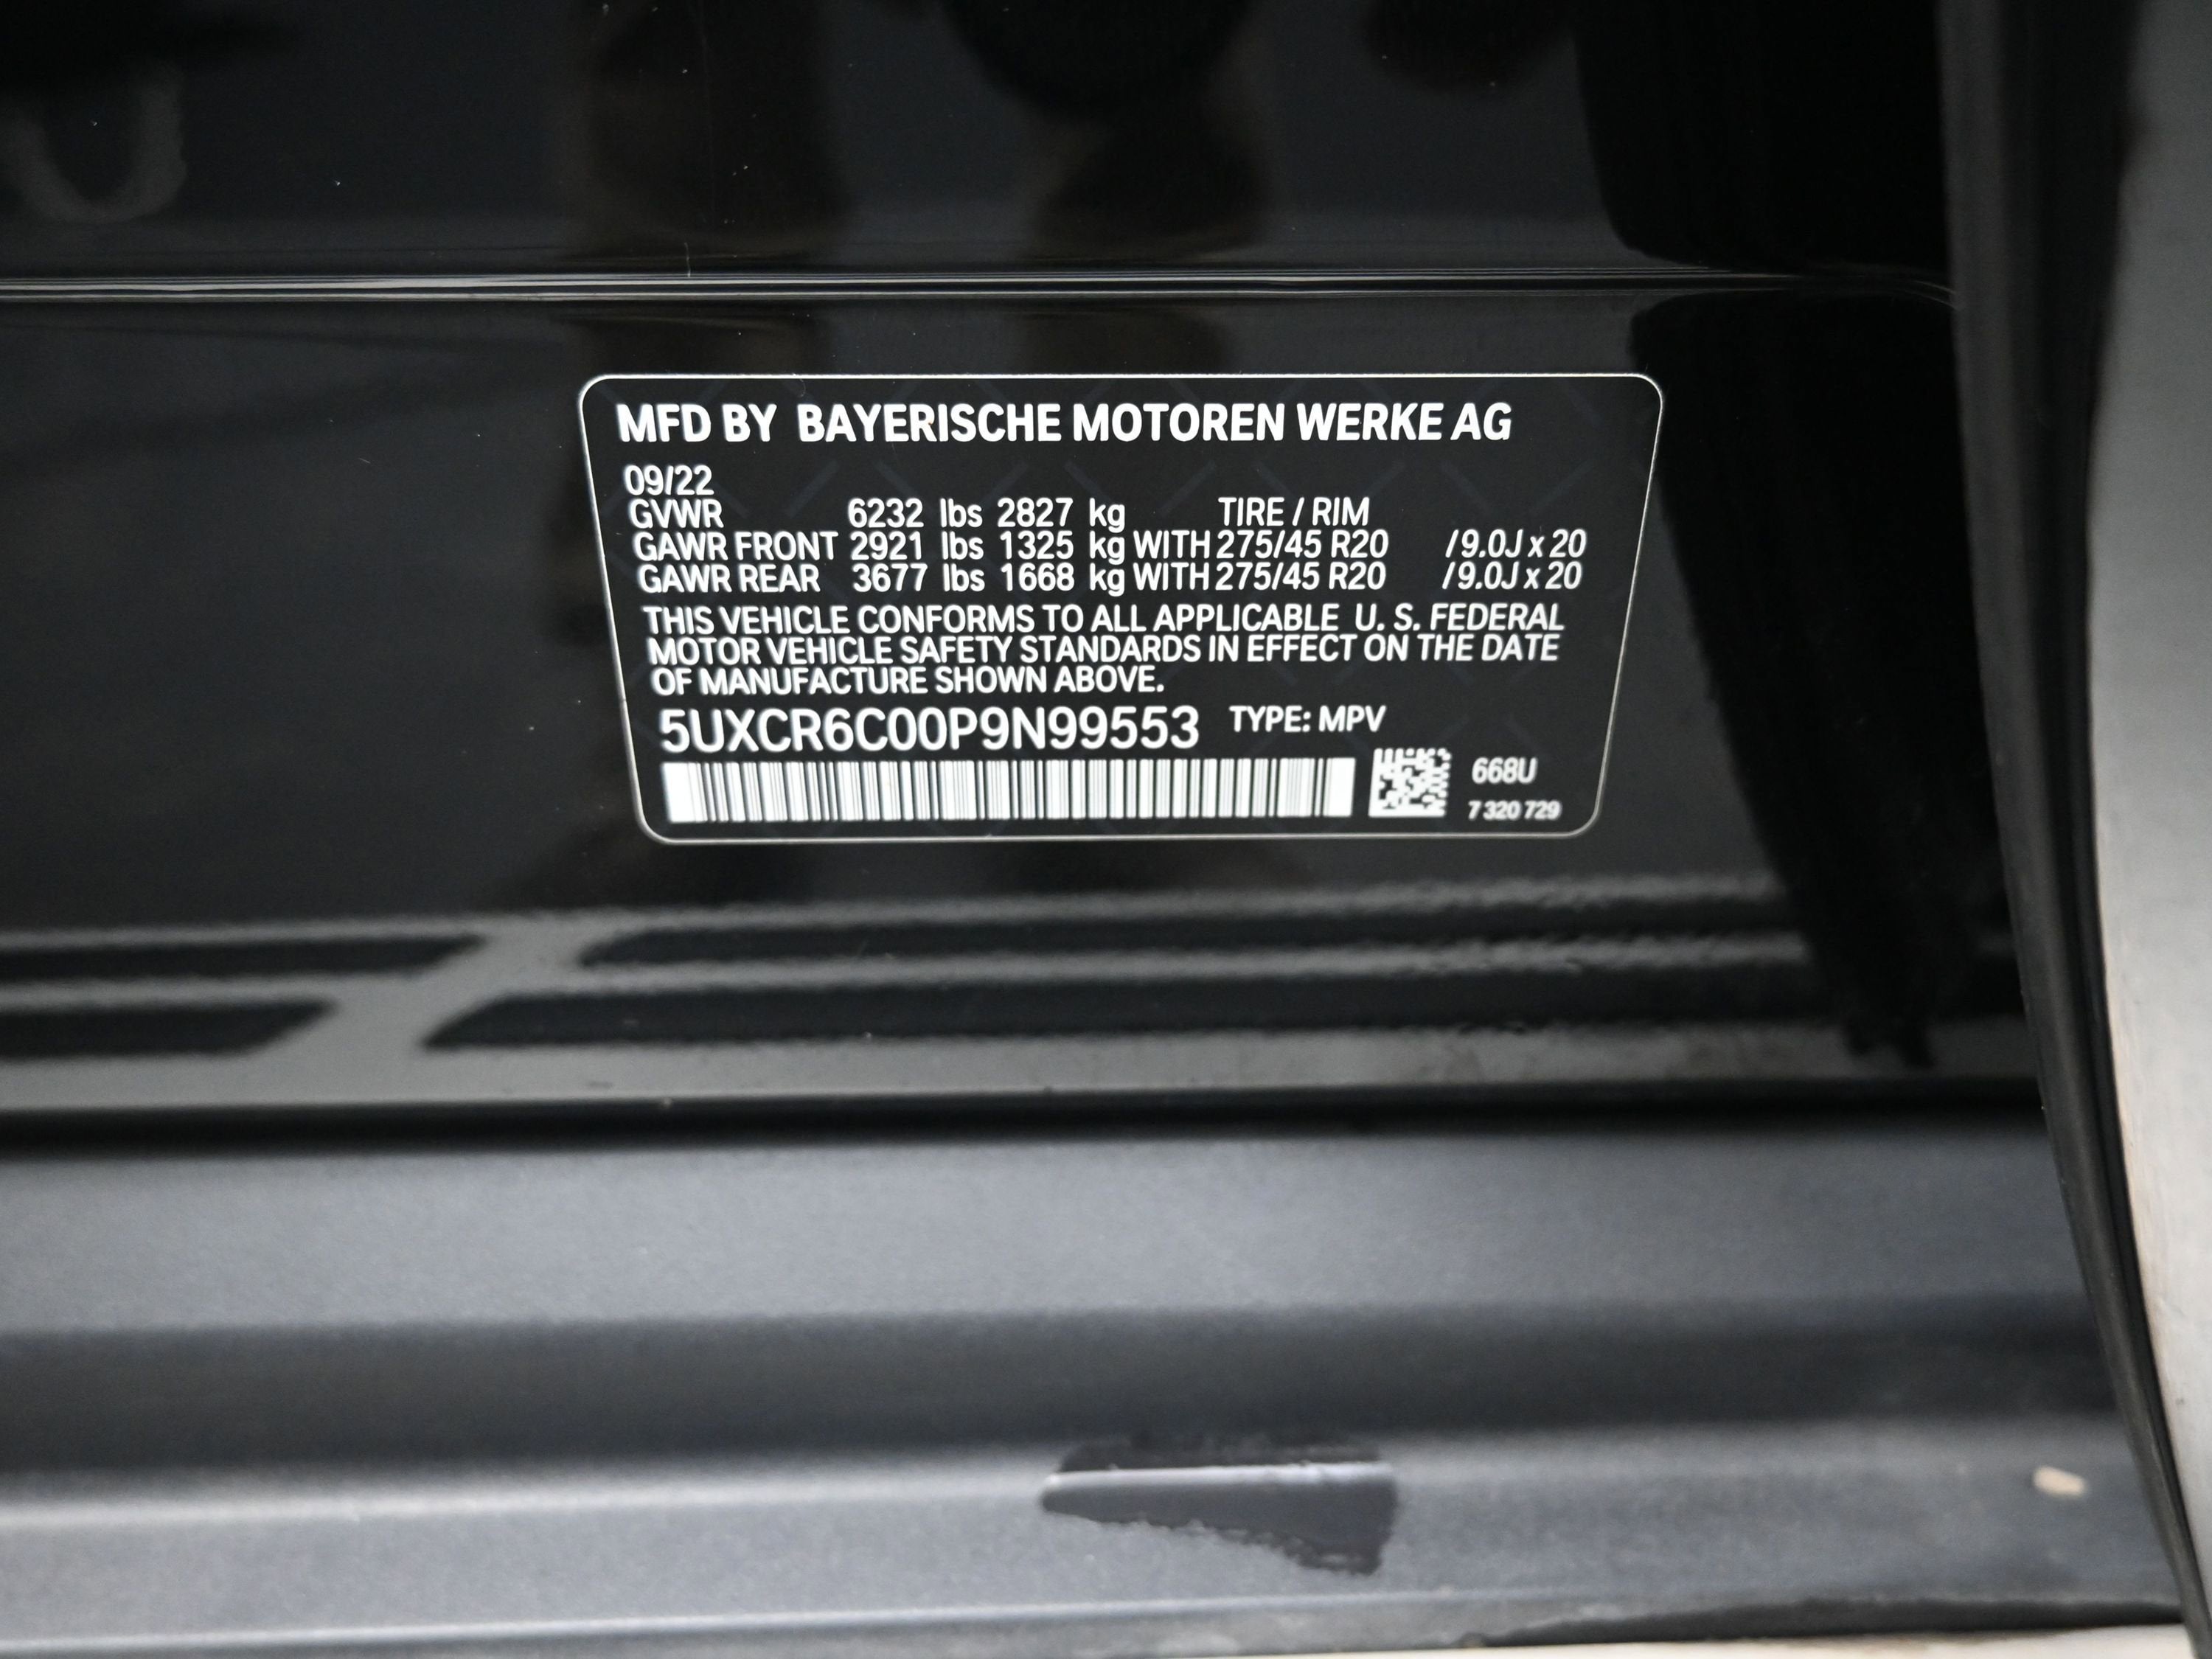 MFD BY BAYERISCHE MOTOREN WERKE AG
09/22
GVWR 6232 lbs 2827 kg TIRE / RIM
GAWR FRONT 2921 lbs 1325 kg WITH 275/45 R20 / 9.0J x 20
GAWR REAR 3677 lbs 1668 kg WITH 275/45 R20 / 9.0J x 20
THIS VEHICLE CONFORMS TO ALL APPLICABLE U. S. FEDERAL
MOTOR VEHICLE SAFETY STANDARDS IN EFFECT ON THE DATE
OF MANUFACTURE SHOWN ABOVE.
5UXCR6C00P9N99553 TYPE: MPV
668U
7 320 729